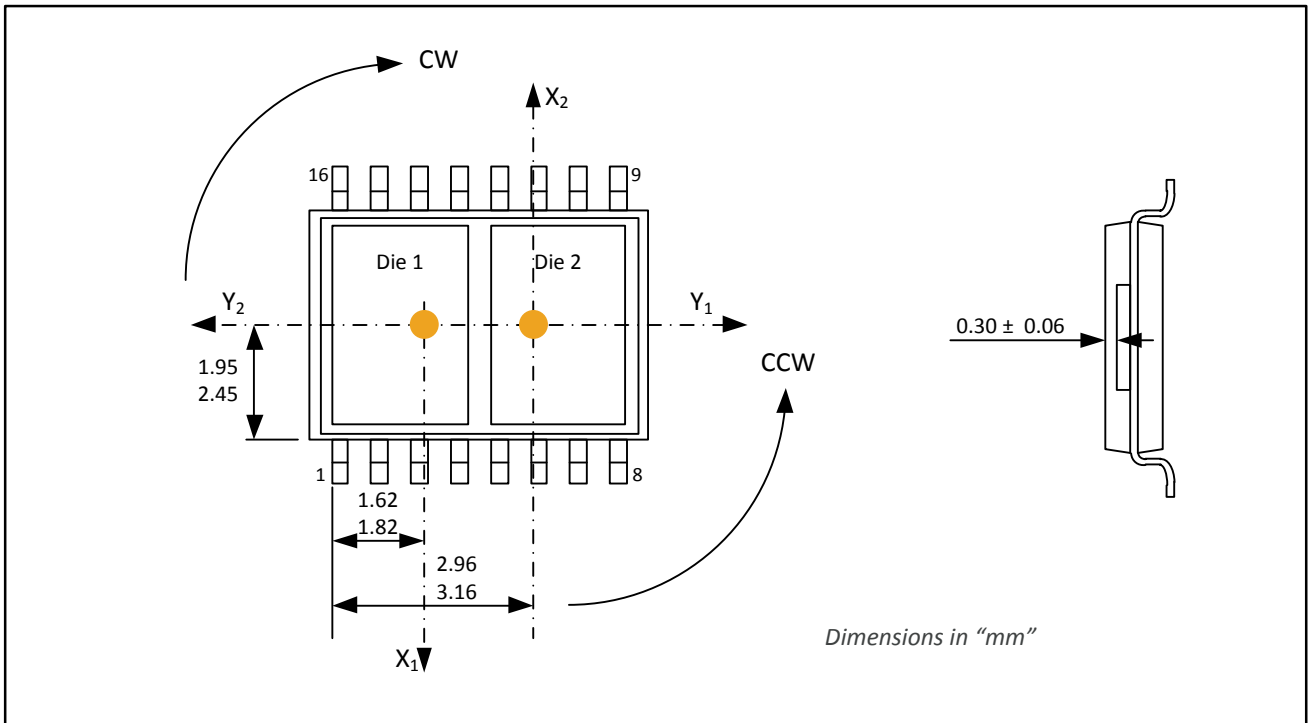 CW
X₂
16
9
Die 1
Die 2
Y₂
Y₁
0.30 ± 0.06
1.95
2.45
CCW
1
8
1.62
1.82
2.96
3.16
Dimensions in “mm”
X₁